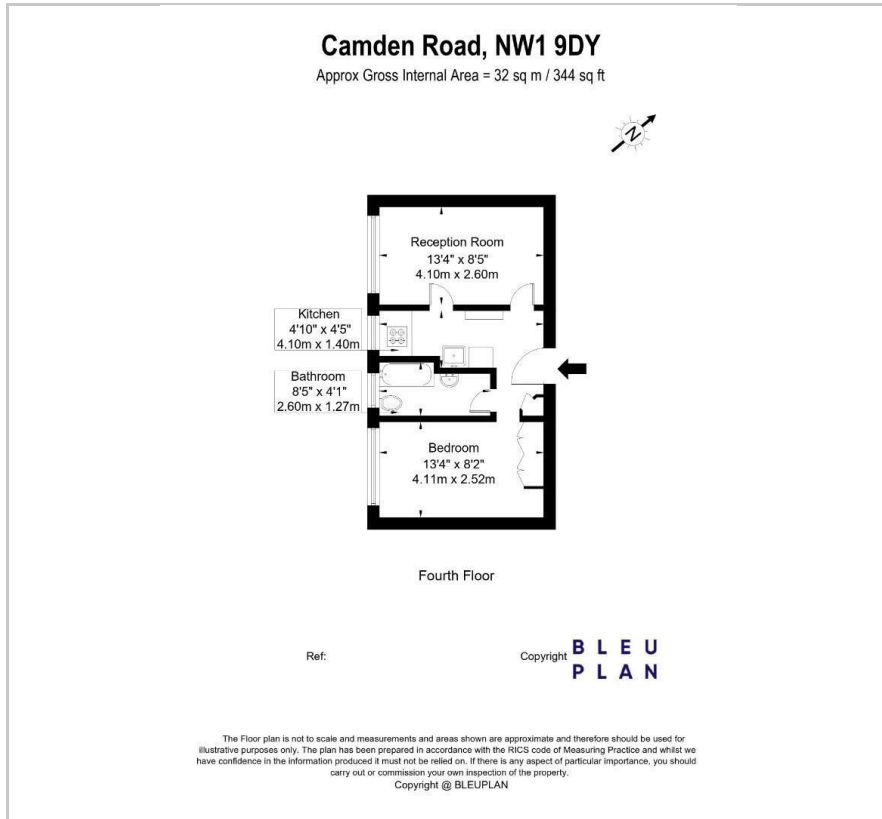 Camden Road, NW1 9DY
Approx Gross Internal Area = 32 sq m / 344 sq ft
N
Reception Room
13'4" x 8'5"
4.10m x 2.60m
Kitchen
4'10" x 4'5"
4.10m x 1.40m
Bathroom
8'5" x 4'1"
2.60m x 1.27m
Bedroom
13'4" x 8'2"
4.11m x 2.52m
Fourth Floor
Ref:
Copyright
BLEU
PLAN
The Floor plan is not to scale and measurements and areas shown are approximate and therefore should be used for
illustrative purposes only. The plan has been prepared in accordance with the RICS code of Measuring Practice and whilst we
have confidence in the information produced it must not be relied on. If there is any aspect of particular importance, you should
carry out or commission your own inspection of the property.
Copyright @ BLEUPLAN